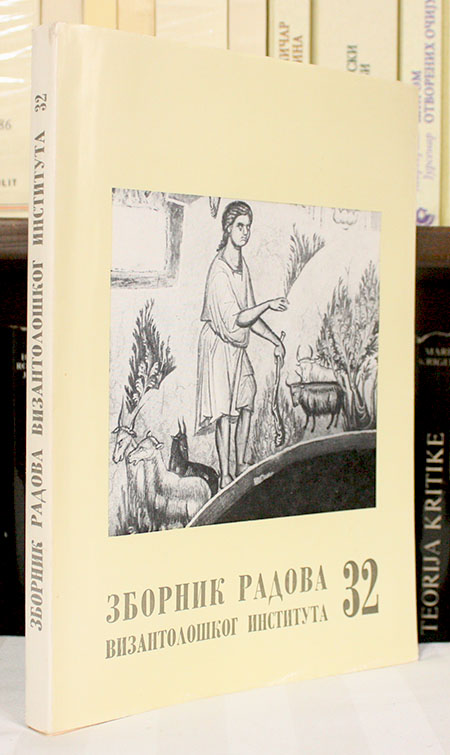 ЗБОРНИК РАДОВА ВИЗАНТОЛОШКОГ ИНСТИТУТА 32
ЗБОРНИК РАДОВА
ВИЗАНТОЛОШКОГ ИНСТИТУТА 32
TEORIJA KRITIKE
ОТВОРЕНИХ ОЧИЈУ